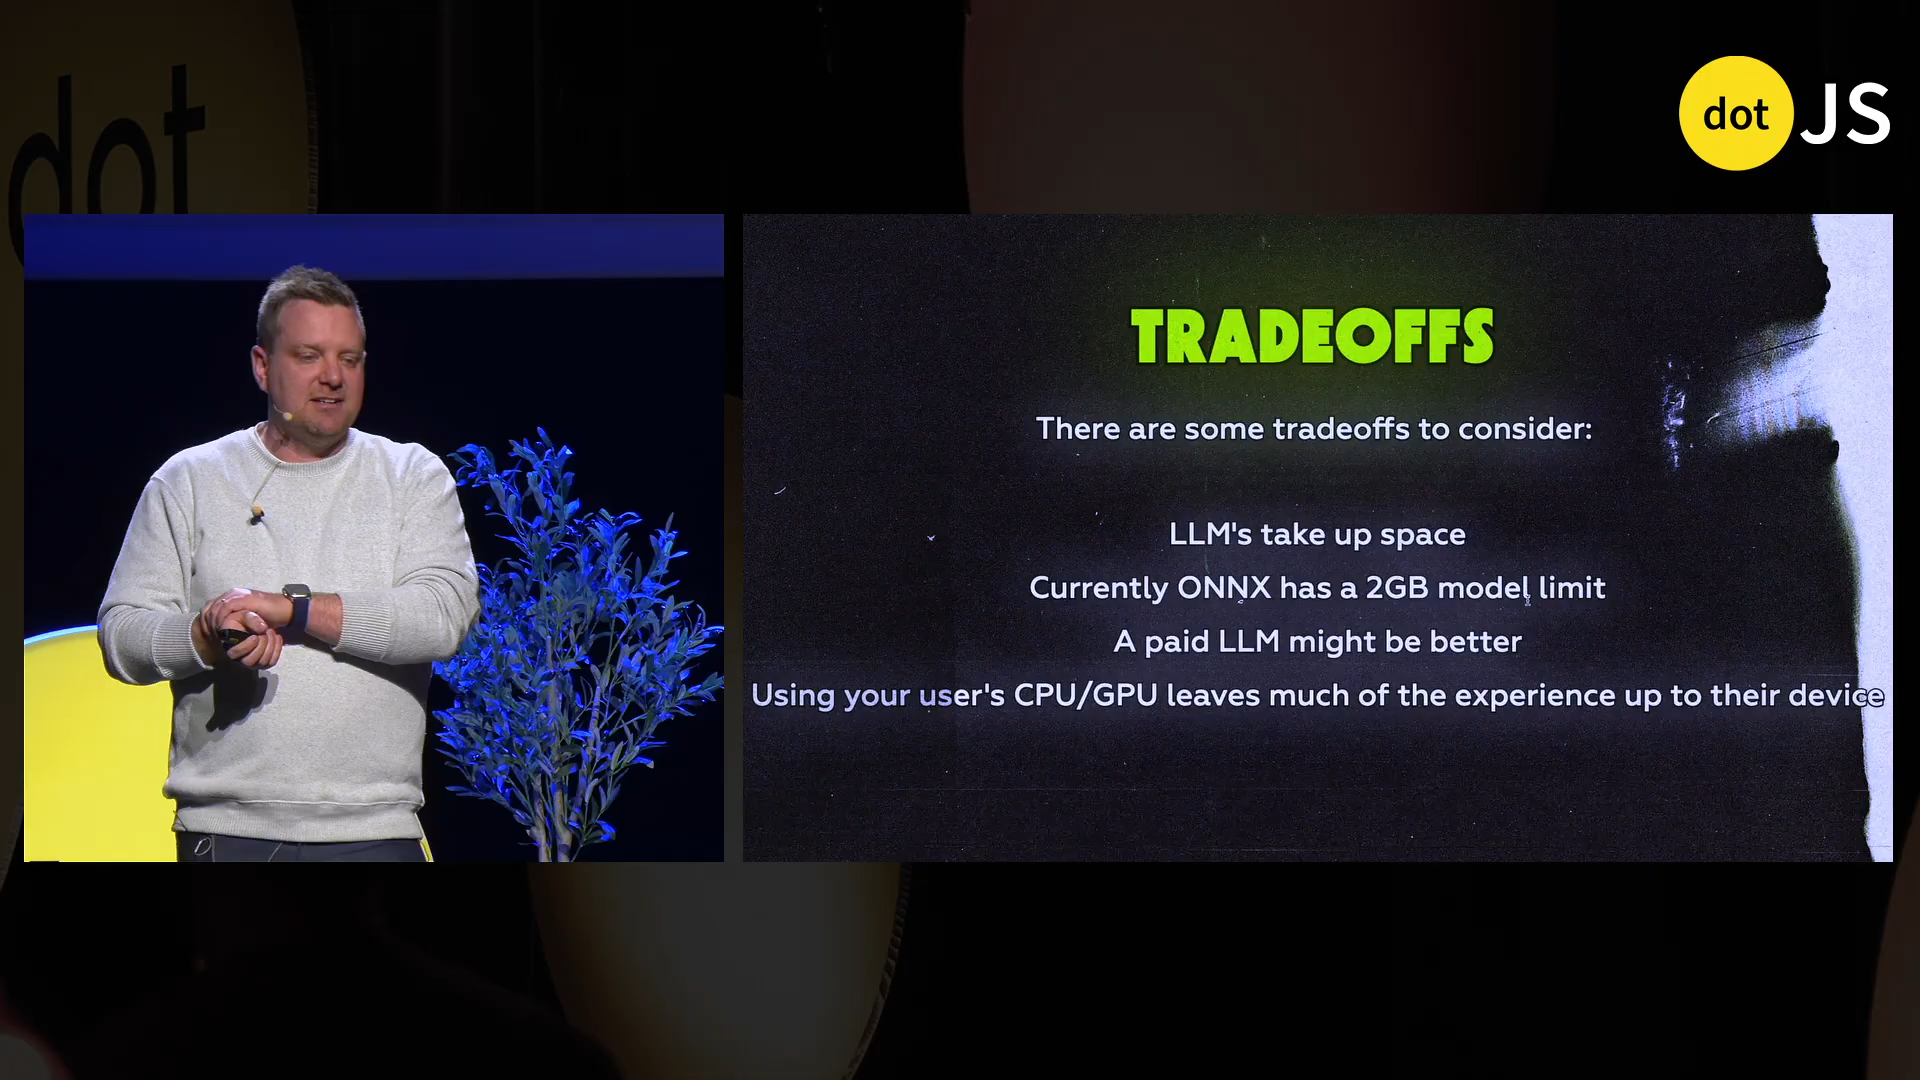 dot
dot JS
TRADEOFFS
There are some tradeoffs to consider:
LLM's take up space
Currently ONNX has a 2GB model limit
A paid LLM might be better
Using your user's CPU/GPU leaves much of the experience up to their device